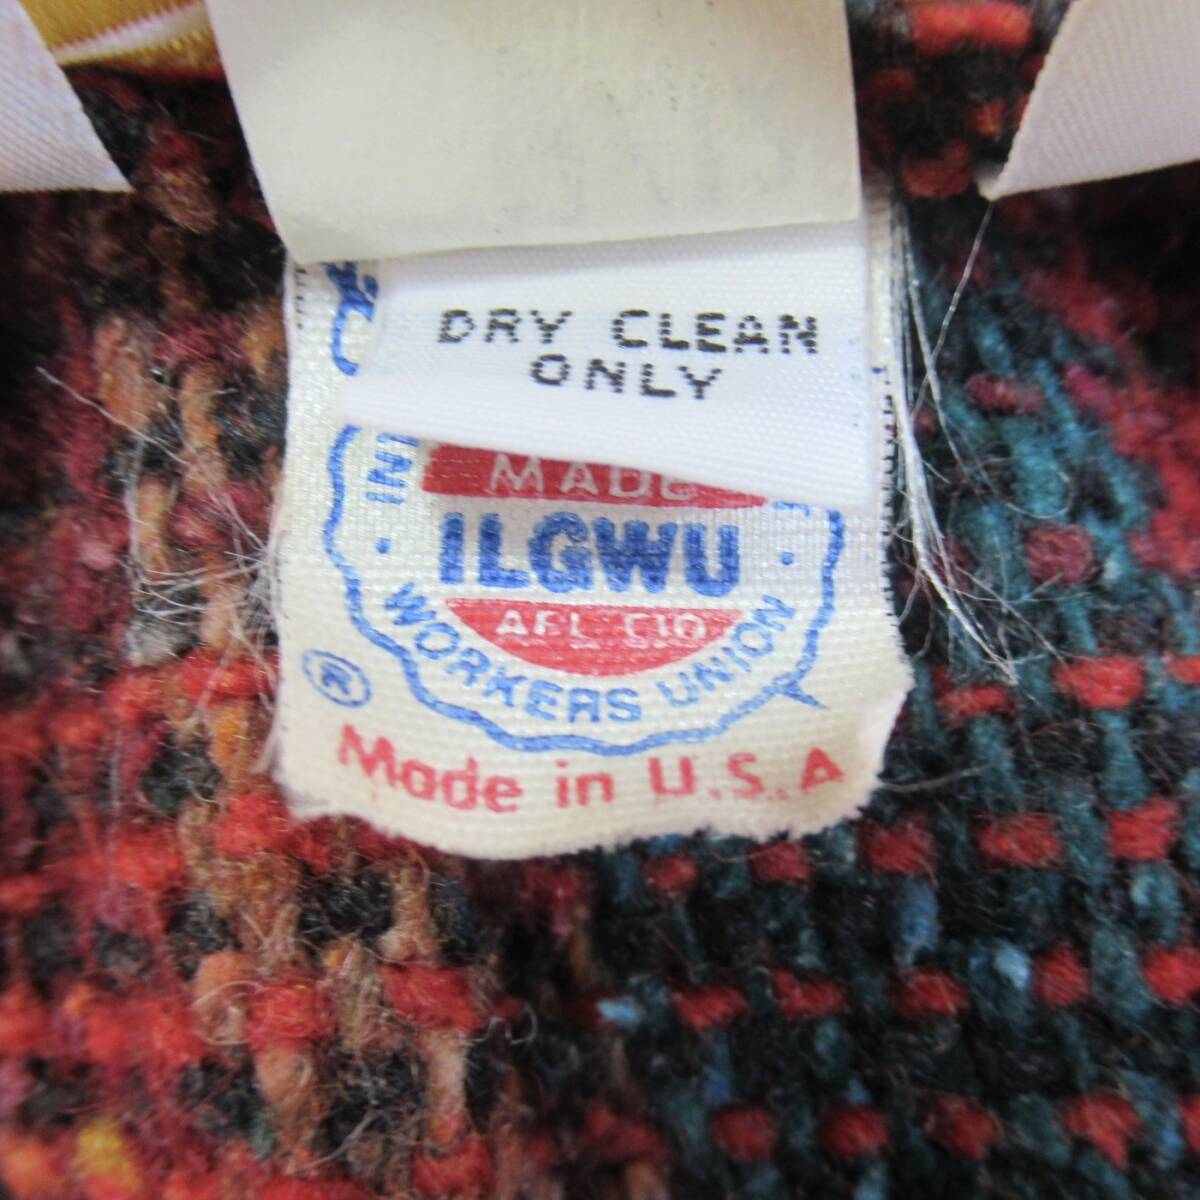 DRY CLEAN
ONLY
MADE
ILGWU
AFL-CIO
WORKERS UNION
®
Made in U.S.A